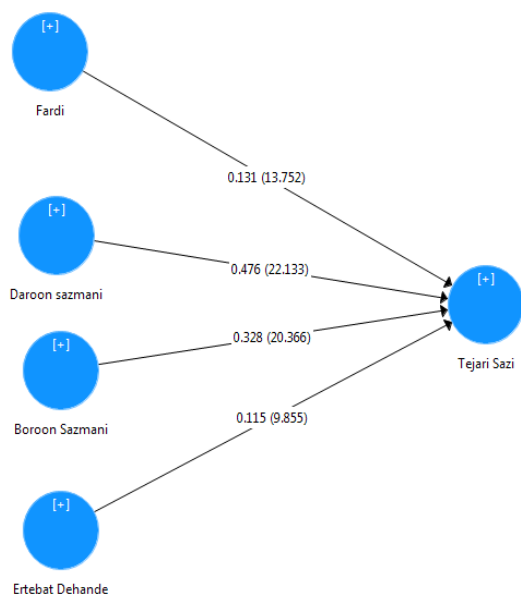 [+]
Fardi
0.131 (13.752)
[+]
Daroon sazmani
0.476 (22.133)
[+]
Tejari Sazi
[+]
Boroon Sazmani
0.328 (20.366)
0.115 (9.855)
[+]
Ertebat Dehande